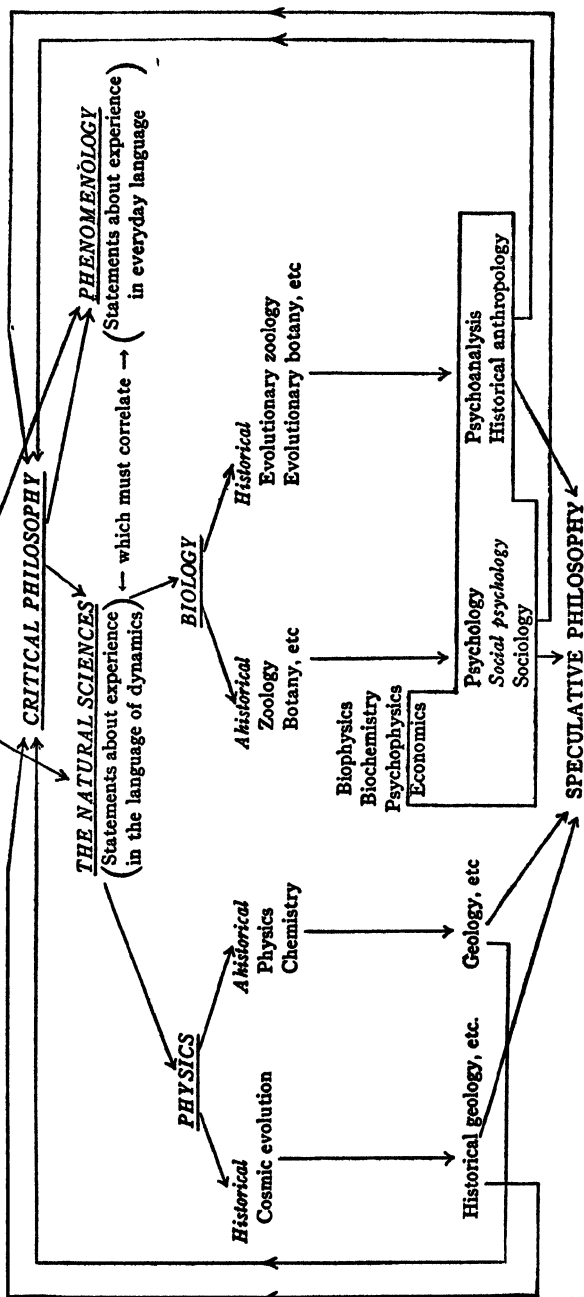 CRITICAL PHILOSOPHY
THE NATURAL SCIENCES
(Statements about experience
in the language of dynamics)
← which must correlate →
PHENOMENOLOGY
(Statements about experience
in everyday language)
PHYSICS
BIOLOGY
Historical
Cosmic evolution
Ahistorical
Physics
Chemistry
Ahistorical
Zoology
Botany, etc
Historical
Evolutionary zoology
Evolutionary botany, etc
Biophysics
Biochemistry
Psychophysics
Economics
Historical geology, etc.
Geology, etc
Psychology
Social psychology
Sociology
Psychoanalysis
Historical anthropology
SPECULATIVE PHILOSOPHY